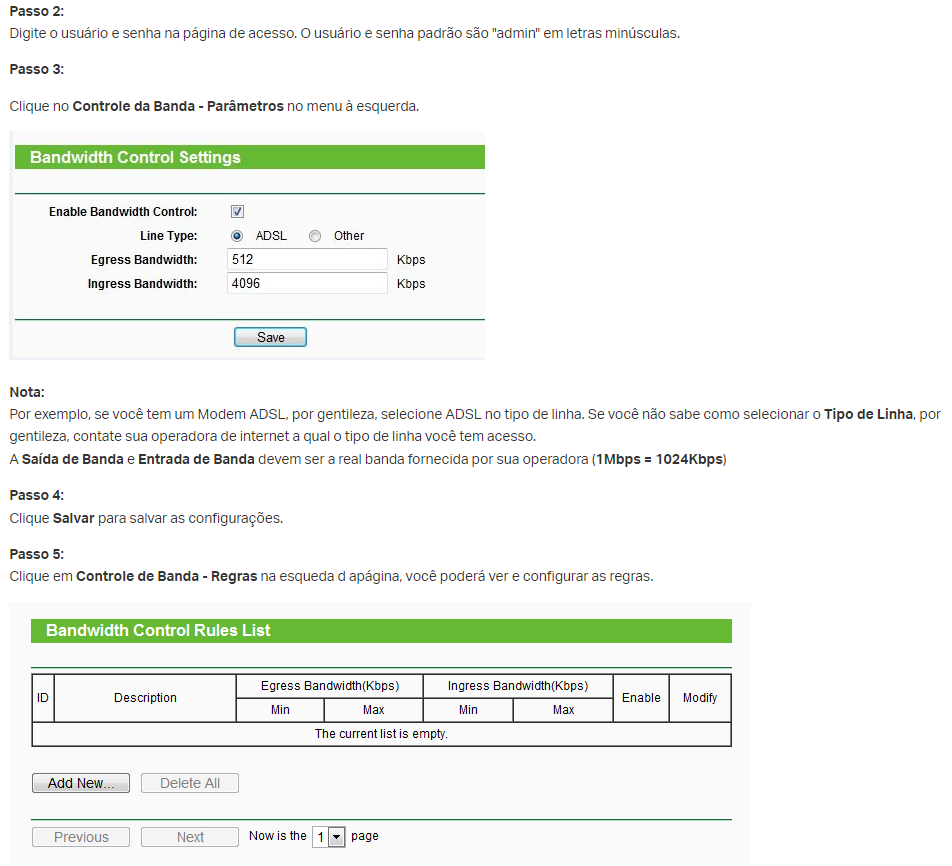 Passo 2:
Digite o usuário e senha na página de acesso. O usuário e senha padrão são "admin" em letras minúsculas.
Passo 3:
Clique no Controle da Banda - Parâmetros no menu à esquerda.
Bandwidth Control Settings
Enable Bandwidth Control:
Line Type: ADSL Other
Egress Bandwidth: 512 Kbps
Ingress Bandwidth: 4096 Kbps
Save
Nota:
Por exemplo, se você tem um Modem ADSL, por gentileza, selecione ADSL no tipo de linha. Se você não sabe como selecionar o Tipo de Linha, por
gentileza, contate sua operadora de internet a qual o tipo de linha você tem acesso.
A Saída de Banda e Entrada de Banda devem ser a real banda fornecida por sua operadora (1Mbps = 1024Kbps)
Passo 4:
Clique Salvar para salvar as configurações.
Passo 5:
Clique em Controle de Banda - Regras na esqueda d apágina, você poderá ver e configurar as regras.
Bandwidth Control Rules List
ID Description Egress Bandwidth(Kbps) Ingress Bandwidth(Kbps) Enable Modify
Min Max Min Max
The current list is empty.
Add New... Delete All
Previous Next Now is the 1 page